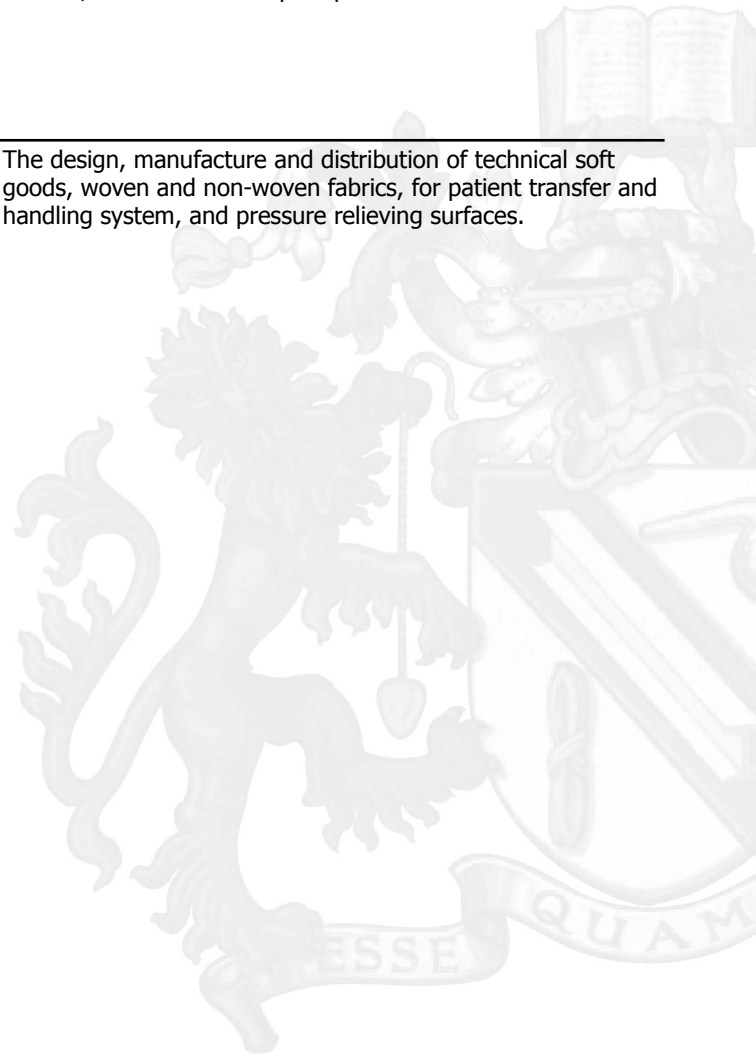 The design, manufacture and distribution of technical soft
goods, woven and non-woven fabrics, for patient transfer and
handling system, and pressure relieving surfaces.
ESSE
QUAM